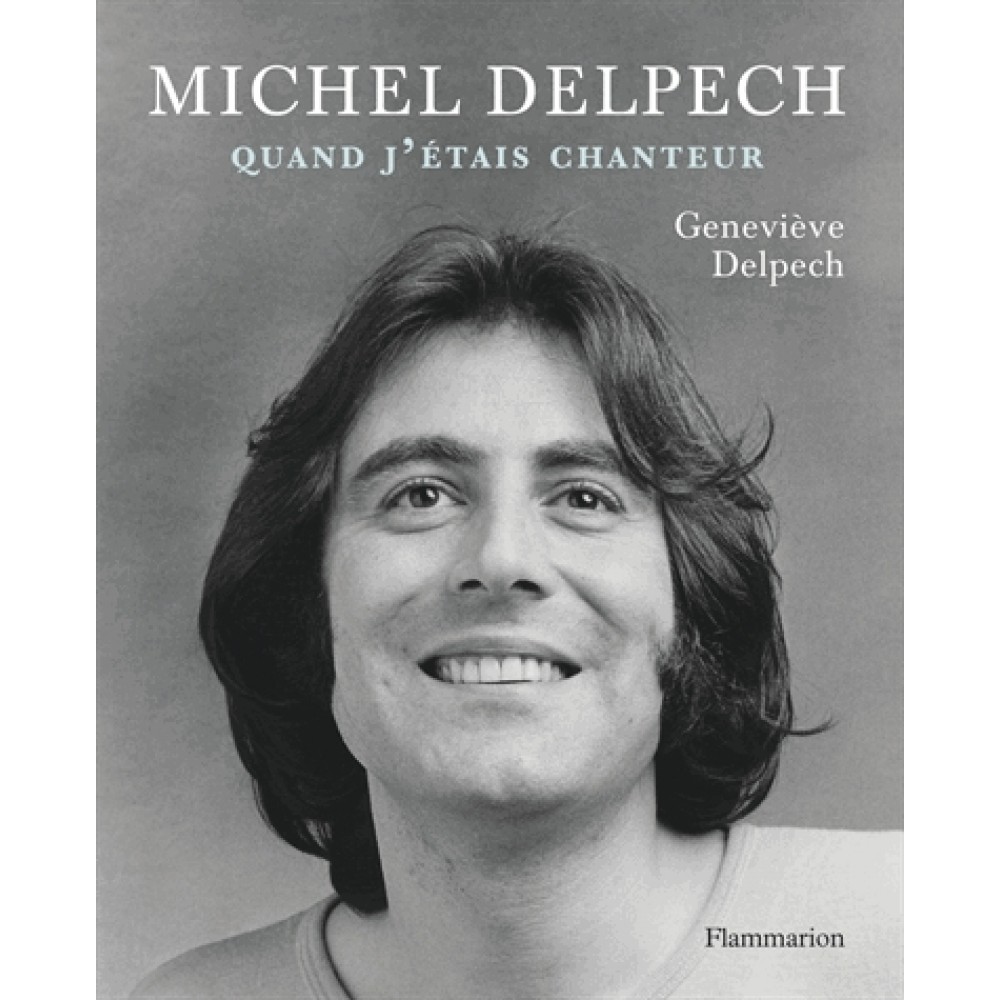 MICHEL DELPECH
QUAND J'ÉTAIS CHANTEUR
Geneviève
Delpech
Flammarion